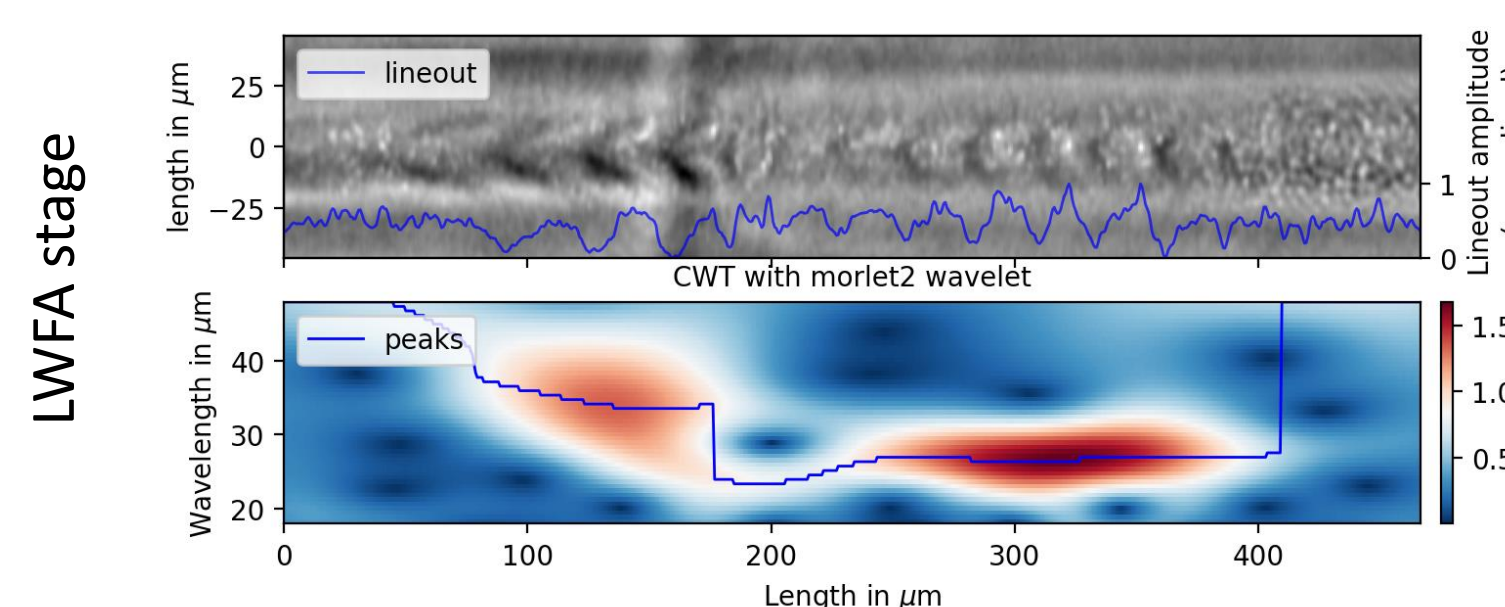 LWFA stage
length in μm
25
0
−25
lineout
1
0
Lineout amplitude
CWT with morlet2 wavelet
Wavelength in μm
40
30
20
peaks
1.5
1.0
0.5
0
100
200
300
400
Length in μm